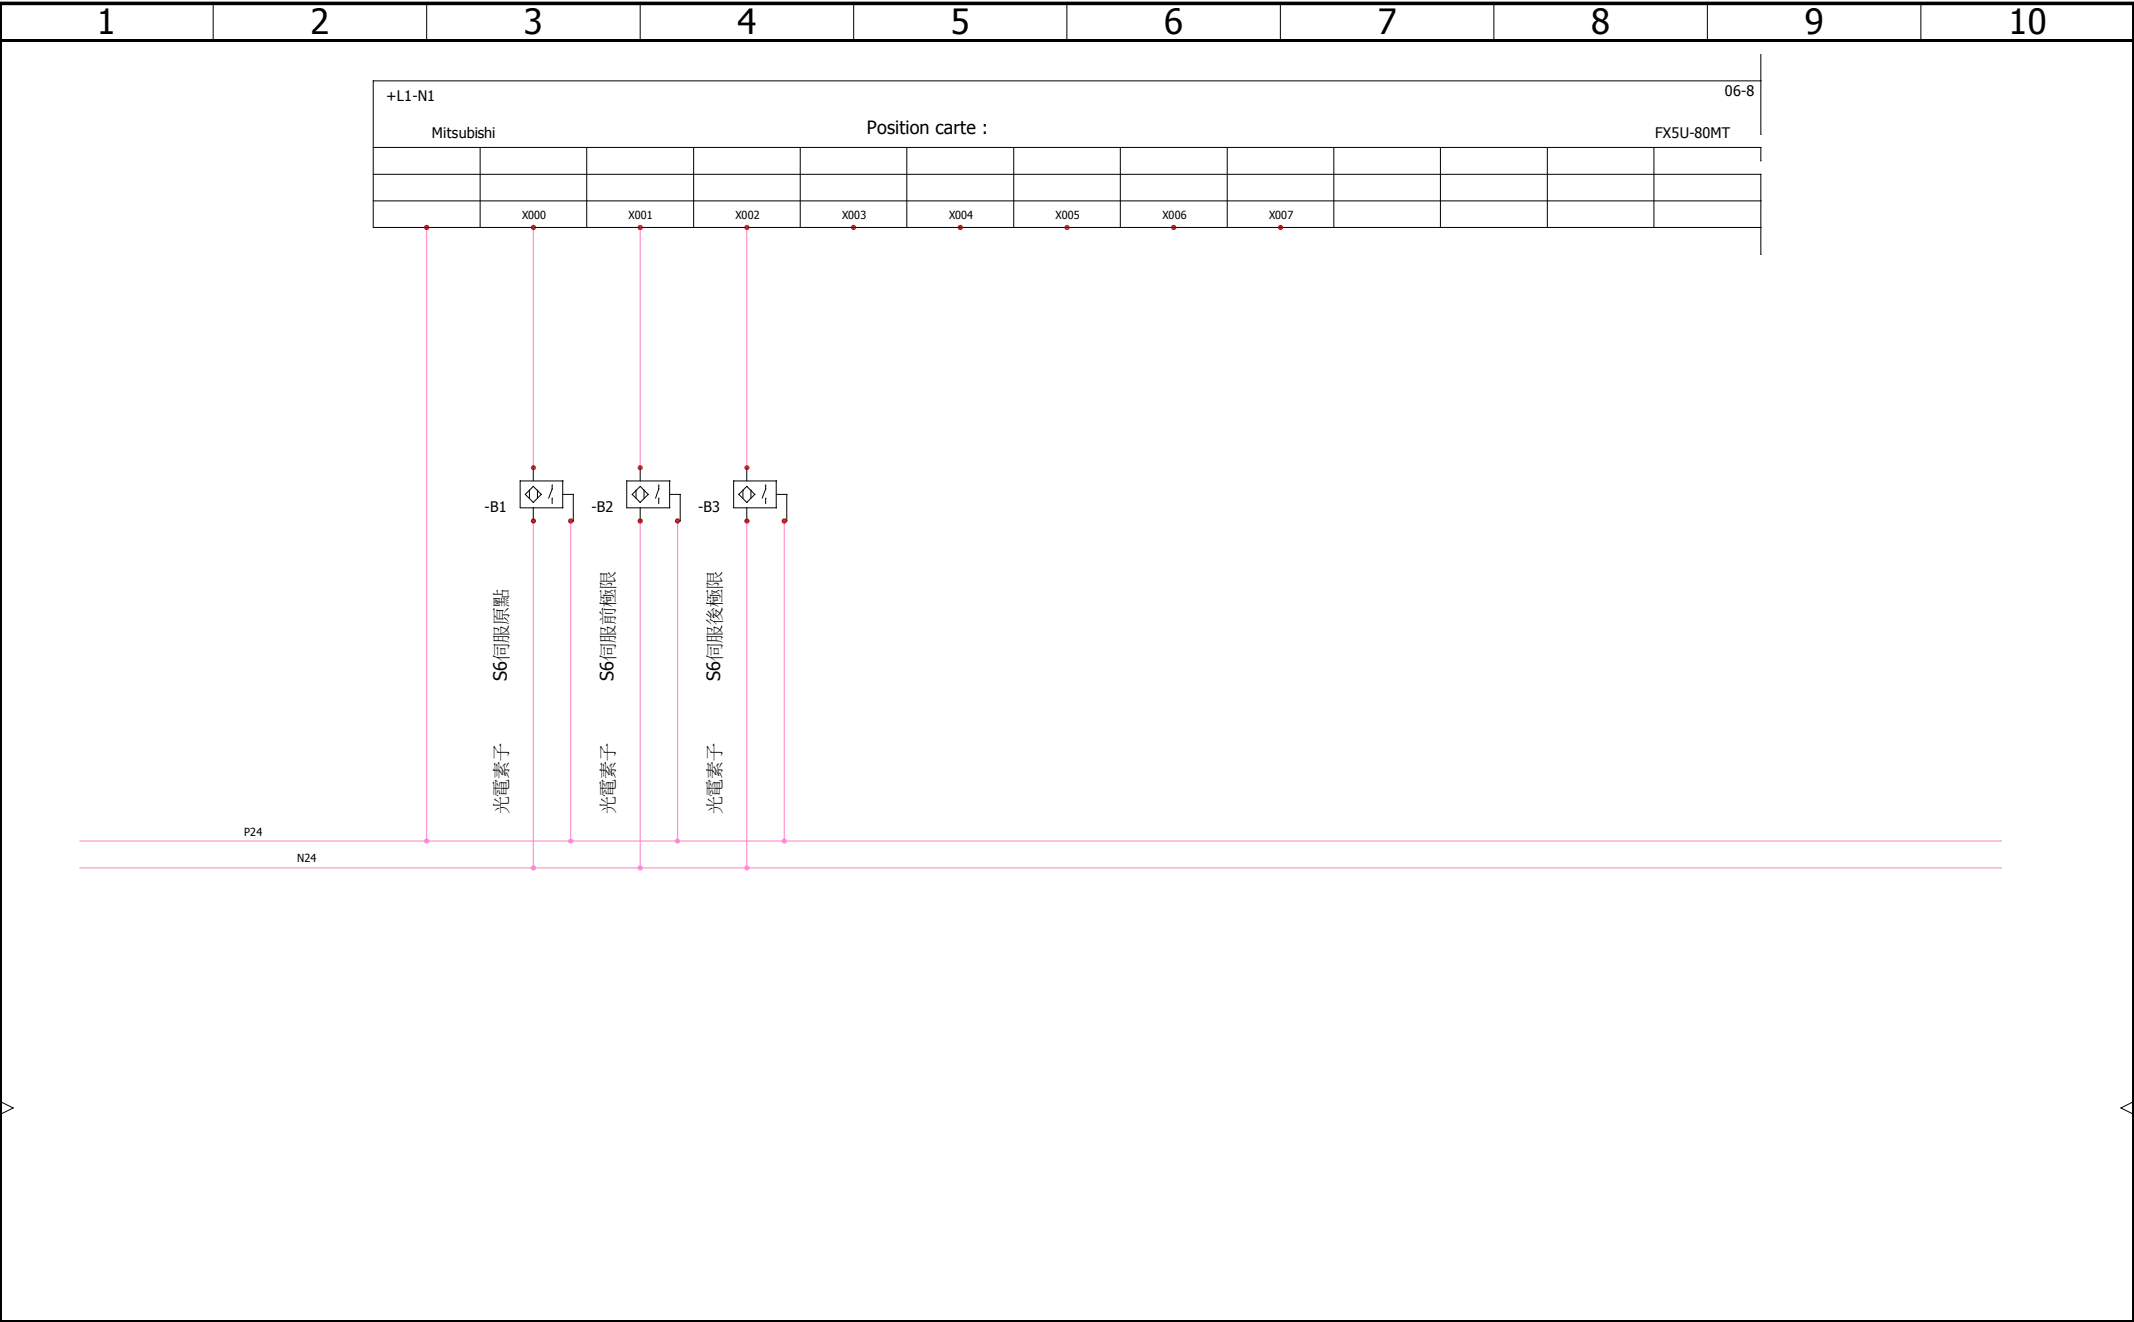 1 2 3 4 5 6 7 8 9 10
+L1-N1 06-8
Mitsubishi Position carte : FX5U-80MT
X000 X001 X002 X003 X004 X005 X006 X007
-B1 -B2 -B3
S6伺服原點
S6伺服前極限
S6伺服後極限
光電素子
光電素子
光電素子
P24
N24